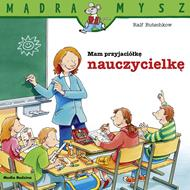 MĄDRA MYSZ
Ralf Butschkow
Mam przyjaciółkę
nauczycielkę
Media Rodzina